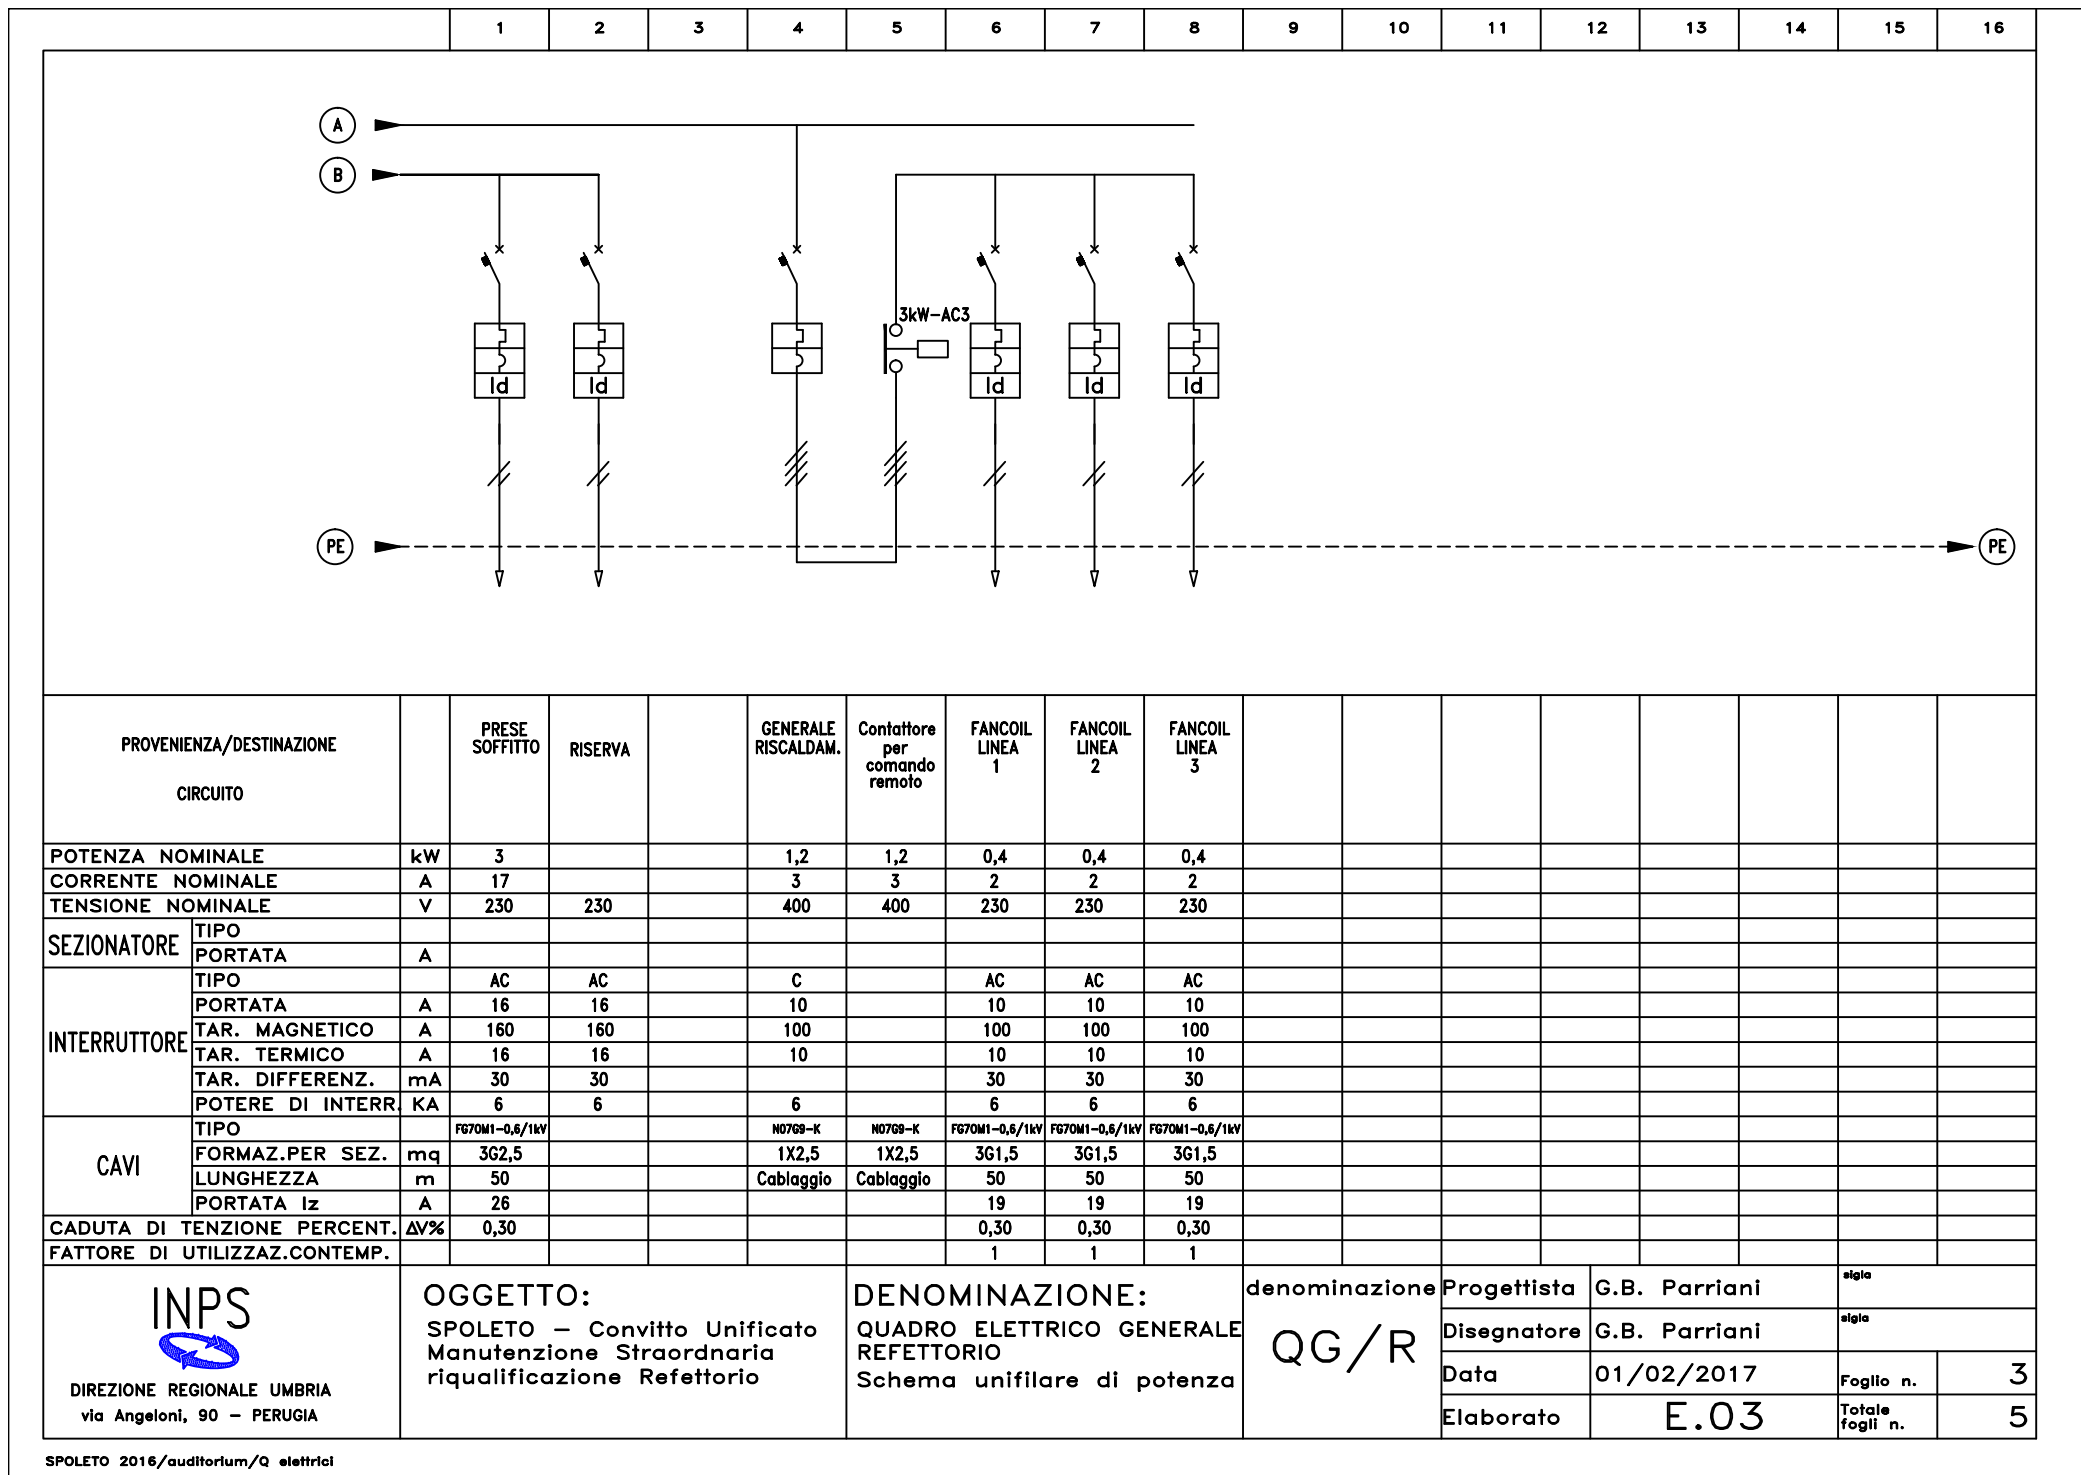 1 2 3 4 5 6 7 8 9 10 11 12 13 14 15 16
A
B
3kW-AC3
Id Id Id Id Id
PE PE
PROVENIENZA/DESTINAZIONE
CIRCUITO
PRESE
SOFFITTO
RISERVA
GENERALE
RISCALDAM.
Contattore
per
comando
remoto
FANCOIL
LINEA
1
FANCOIL
LINEA
2
FANCOIL
LINEA
3
POTENZA NOMINALE kW 3 1,2 1,2 0,4 0,4 0,4
CORRENTE NOMINALE A 17 3 3 2 2 2
TENSIONE NOMINALE V 230 230 400 400 230 230 230
SEZIONATORE
TIPO
PORTATA A
INTERRUTTORE
TIPO AC AC C AC AC AC
PORTATA A 16 16 10 10 10 10
TAR. MAGNETICO A 160 160 100 100 100 100
TAR. TERMICO A 16 16 10 10 10 10
TAR. DIFFERENZ. mA 30 30 30 30 30
POTERE DI INTERR. KA 6 6 6 6 6 6
CAVI
TIPO FG7OM1-0,6/1kV N07G9-K N07G9-K FG7OM1-0,6/1kV FG7OM1-0,6/1kV FG7OM1-0,6/1kV
FORMAZ.PER SEZ. mq 3G2,5 1X2,5 1X2,5 3G1,5 3G1,5 3G1,5
LUNGHEZZA m 50 Cablaggio Cablaggio 50 50 50
PORTATA Iz A 26 19 19 19
CADUTA DI TENZIONE PERCENT. ΔV% 0,30 0,30 0,30 0,30
FATTORE DI UTILIZZAZ.CONTEMP. 1 1 1
INPS
DIREZIONE REGIONALE UMBRIA
via Angeloni, 90 - PERUGIA
OGGETTO:
SPOLETO - Convitto Unificato
Manutenzione Straordnaria
riqualificazione Refettorio
DENOMINAZIONE:
QUADRO ELETTRICO GENERALE
REFETTORIO
Schema unifilare di potenza
denominazione
QG/R
Progettista G.B. Parriani sigla
Disegnatore G.B. Parriani sigla
Data 01/02/2017 Foglio n. 3
Elaborato E.03 Totale
fogli n. 5
SPOLETO 2016/auditorium/Q elettrici